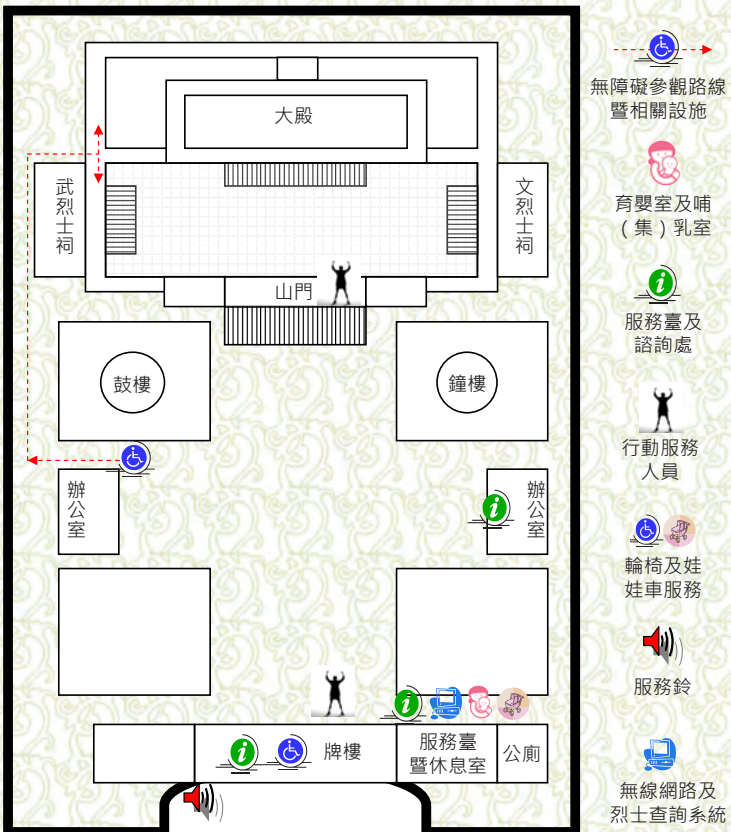 大殿
武烈士祠
文烈士祠
山門
鼓樓
鐘樓
辦公室
辦公室
牌樓
服務臺
暨休息室
公廁
無障礙參觀路線
暨相關設施
育嬰室及哺
（集）乳室
服務臺及
諮詢處
行動服務
人員
輪椅及娃
娃車服務
服務鈴
無線網路及
烈士查詢系統